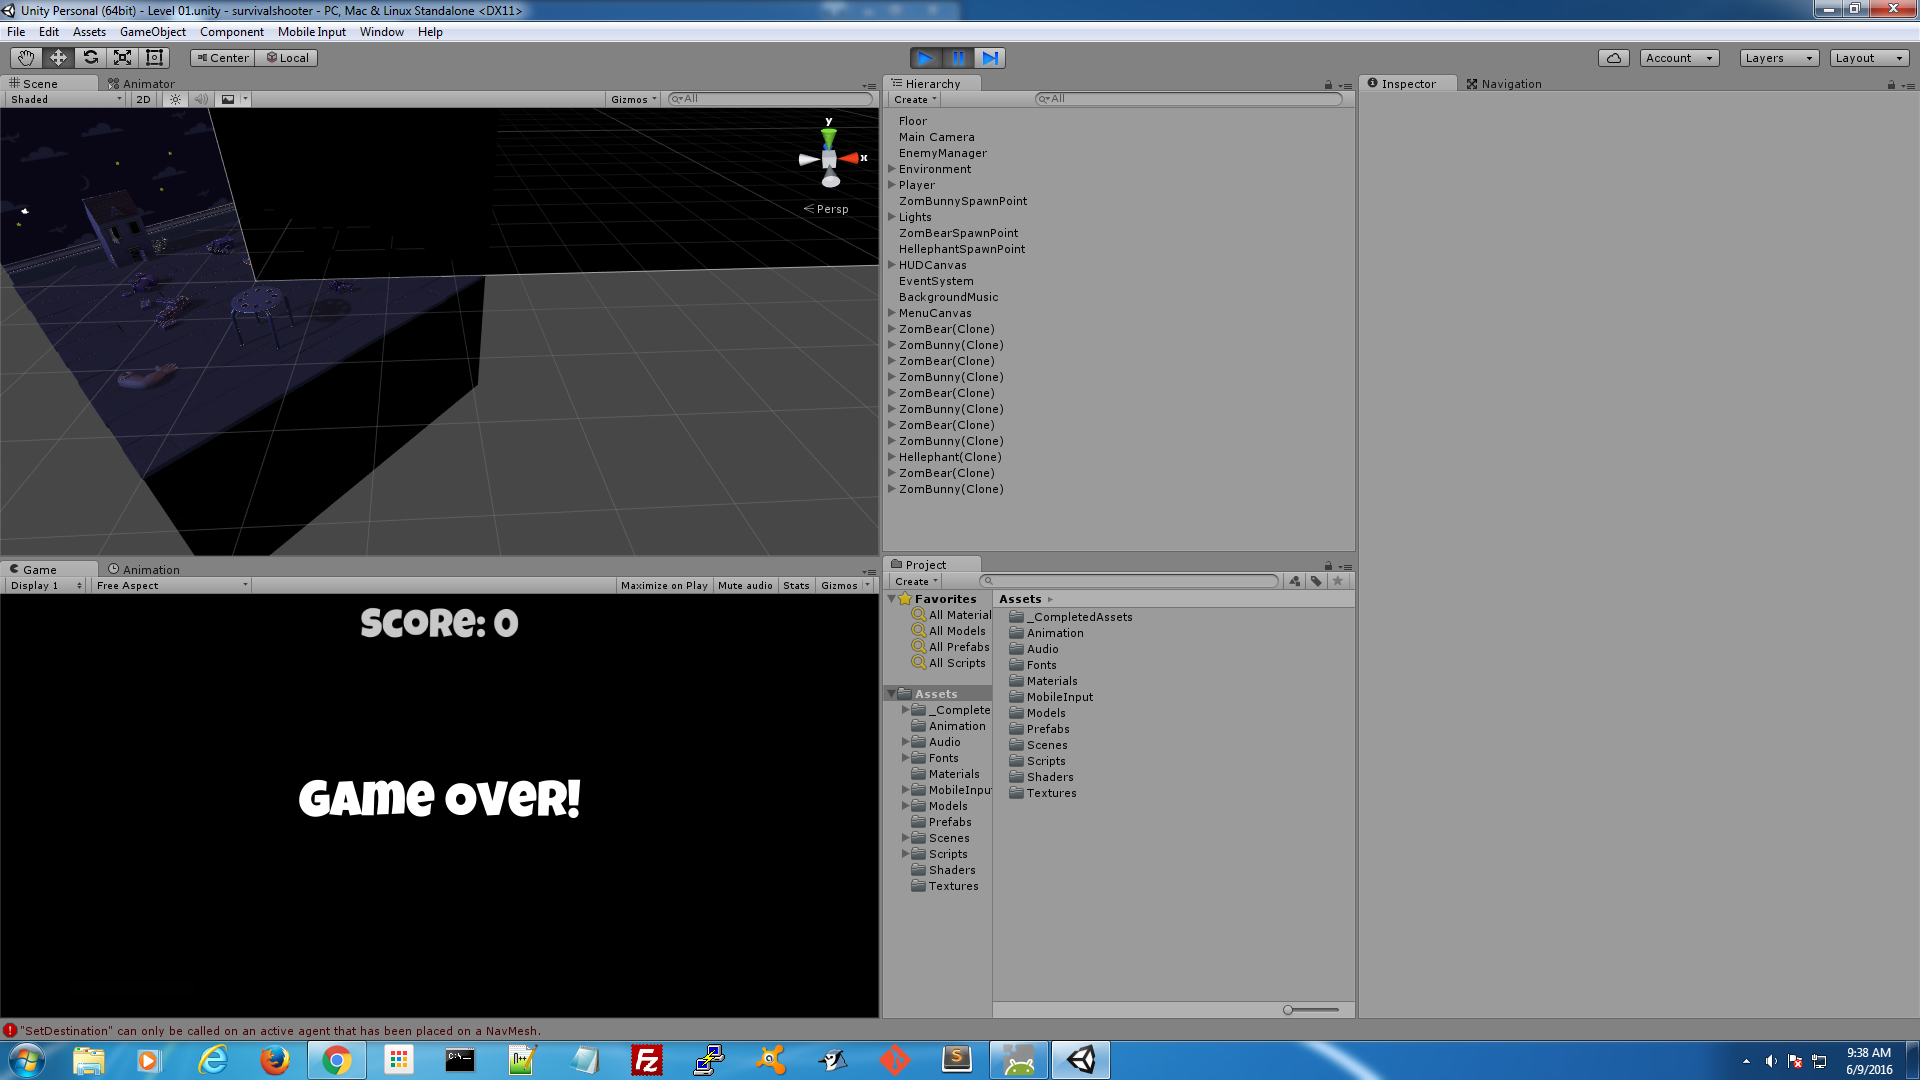 Unity Personal (64bit) - Level 01.unity - survivalshooter - PC, Mac & Linux Standalone <DX11>
File Edit Assets GameObject Component Mobile Input Window Help
Center Local Account Layers Layout
Scene Animator
Shaded 2D Gizmos All
y
x
Persp
Hierarchy
Create All
Floor
Main Camera
EnemyManager
Environment
Player
ZomBunnySpawnPoint
Lights
ZomBearSpawnPoint
HellephantSpawnPoint
HUDCanvas
EventSystem
BackgroundMusic
MenuCanvas
ZomBear(Clone)
ZomBunny(Clone)
ZomBear(Clone)
ZomBunny(Clone)
ZomBear(Clone)
ZomBunny(Clone)
ZomBear(Clone)
ZomBunny(Clone)
Hellephant(Clone)
ZomBear(Clone)
ZomBunny(Clone)
Inspector Navigation
Game Animation
Display 1 Free Aspect Maximize on Play Mute audio Stats Gizmos
Score: 0
Game Over!
Project
Create
Favorites
All Material
All Models
All Prefabs
All Scripts
Assets
_Complete
Animation
Audio
Fonts
Materials
MobileInpu
Models
Prefabs
Scenes
Scripts
Shaders
Textures
Assets
_CompletedAssets
Animation
Audio
Fonts
Materials
MobileInput
Models
Prefabs
Scenes
Scripts
Shaders
Textures
"SetDestination" can only be called on an active agent that has been placed on a NavMesh.
9:38 AM
6/9/2016